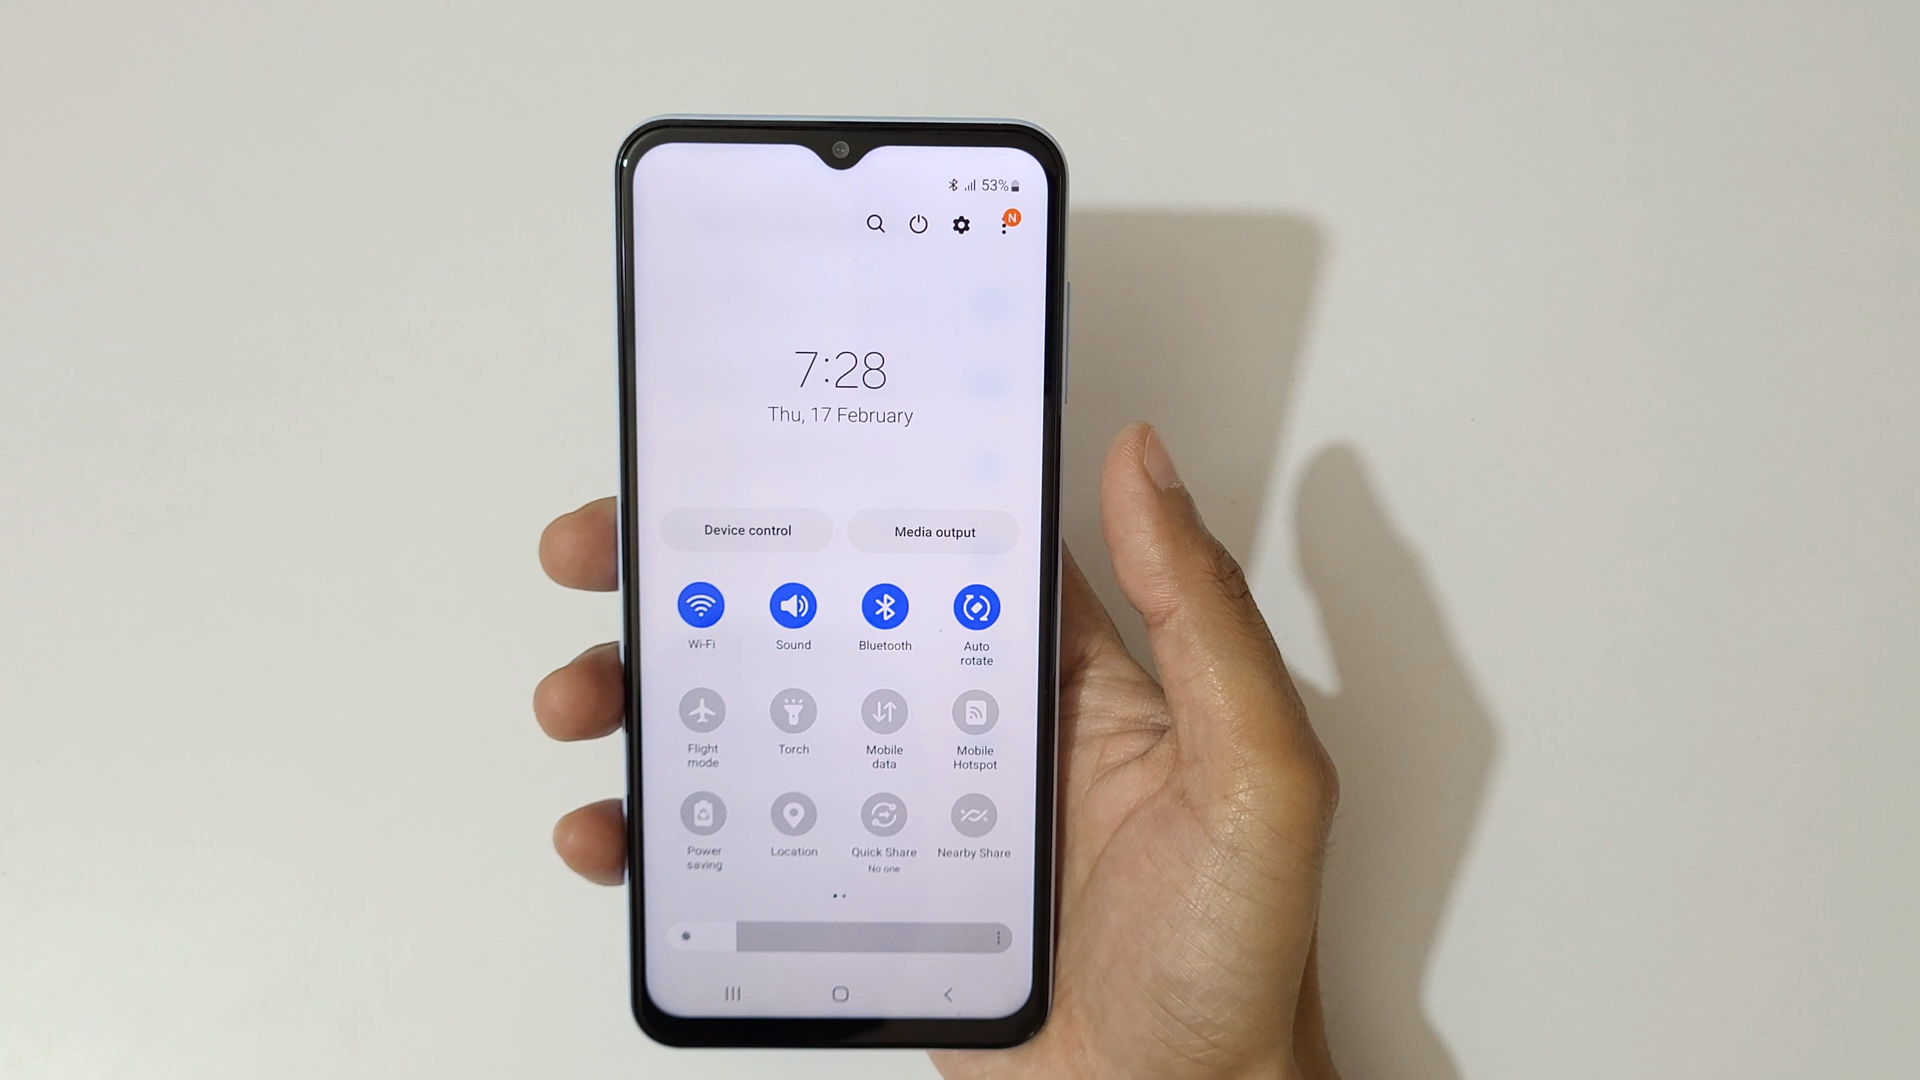 53%
N
7:28
Thu, 17 February
Device control Media output
Wi-Fi Sound Bluetooth Auto
rotate
Flight Torch Mobile Mobile
mode data Hotspot
Power Location Quick Share Nearby Share
saving No one